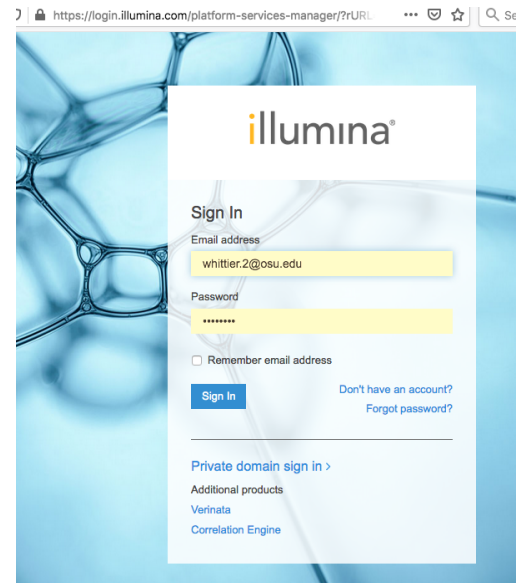 https://login.illumina.com/platform-services-manager/?rURL
illumına®
Sign In
Email address
whittier.2@osu.edu
Password
••••••••
Remember email address
Sign In
Don't have an account?
Forgot password?
Private domain sign in >
Additional products
Verinata
Correlation Engine